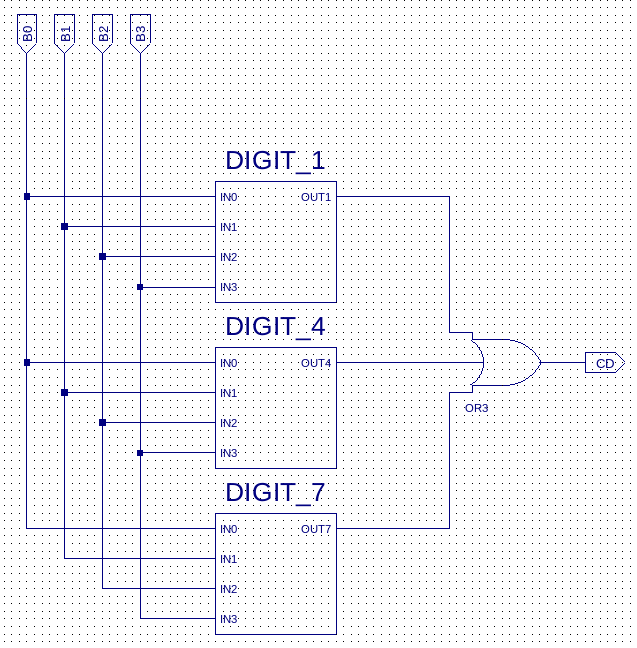 B0 B1 B2 B3
DIGIT_1
IN0 OUT1
IN1
IN2
IN3
DIGIT_4
IN0 OUT4
IN1
IN2
IN3
CD
OR3
DIGIT_7
IN0 OUT7
IN1
IN2
IN3